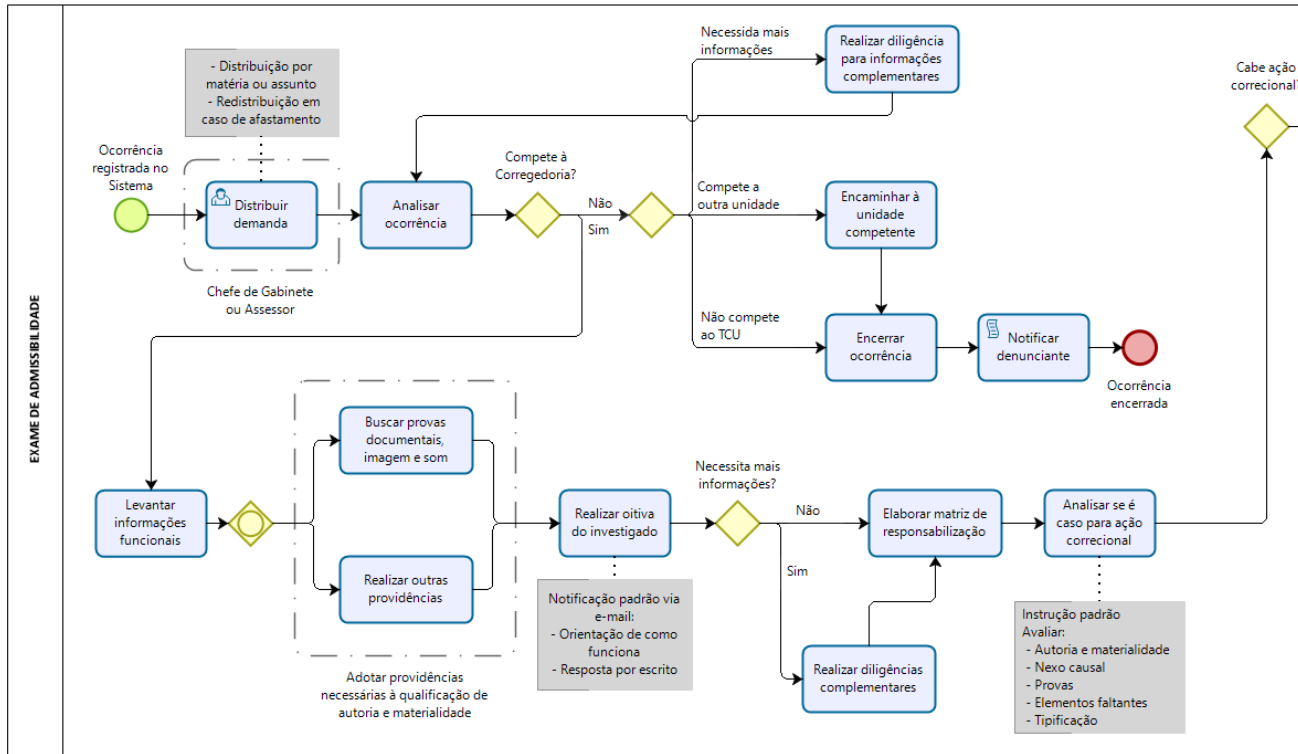 EXAME DE ADMISSIBILIDADE
- Distribuição por
matéria ou assunto
- Redistribuição em
caso de afastamento
Ocorrência
registrada no
Sistema
Distribuir
demanda
Chefe de Gabinete
ou Assessor
Analisar
ocorrência
Compete à
Corregedoria?
Não
Sim
Necessida mais
informações
Realizar diligência
para informações
complementares
Compete a
outra unidade
Encaminhar à
unidade
competente
Não compete
ao TCU
Encerrar
ocorrência
Notificar
denunciante
Ocorrência
encerrada
Cabe ação
correcional?
Levantar
informações
funcionais
Buscar provas
documentais,
imagem e som
Realizar outras
providências
Adotar providências
necessárias à qualificação de
autoria e materialidade
Realizar oitiva
do investigado
Notificação padrão via
e-mail:
- Orientação de como
funciona
- Resposta por escrito
Necessita mais
informações?
Não
Sim
Realizar diligências
complementares
Elaborar matriz de
responsabilização
Analisar se é
caso para ação
correcional
Instrução padrão
Avaliar:
- Autoria e materialidade
- Nexo causal
- Provas
- Elementos faltantes
- Tipificação